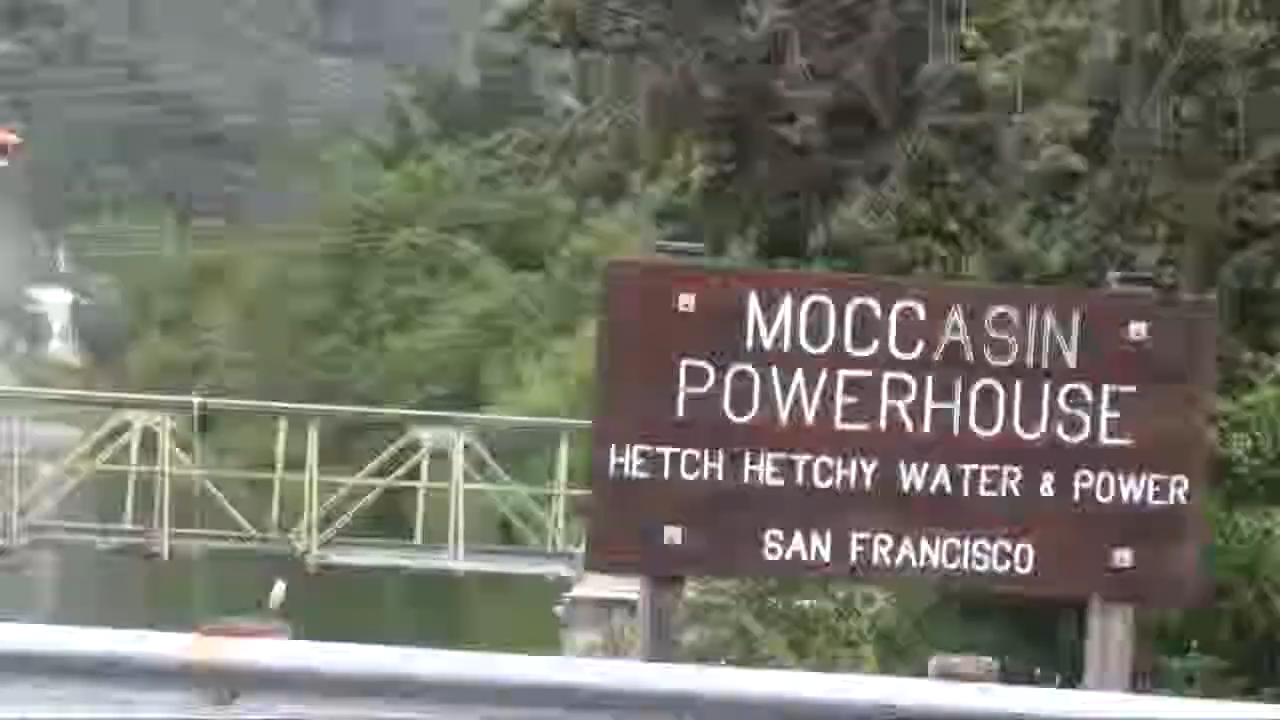 MOCCASIN
POWERHOUSE
HETCH HETCHY WATER & POWER
SAN FRANCISCO